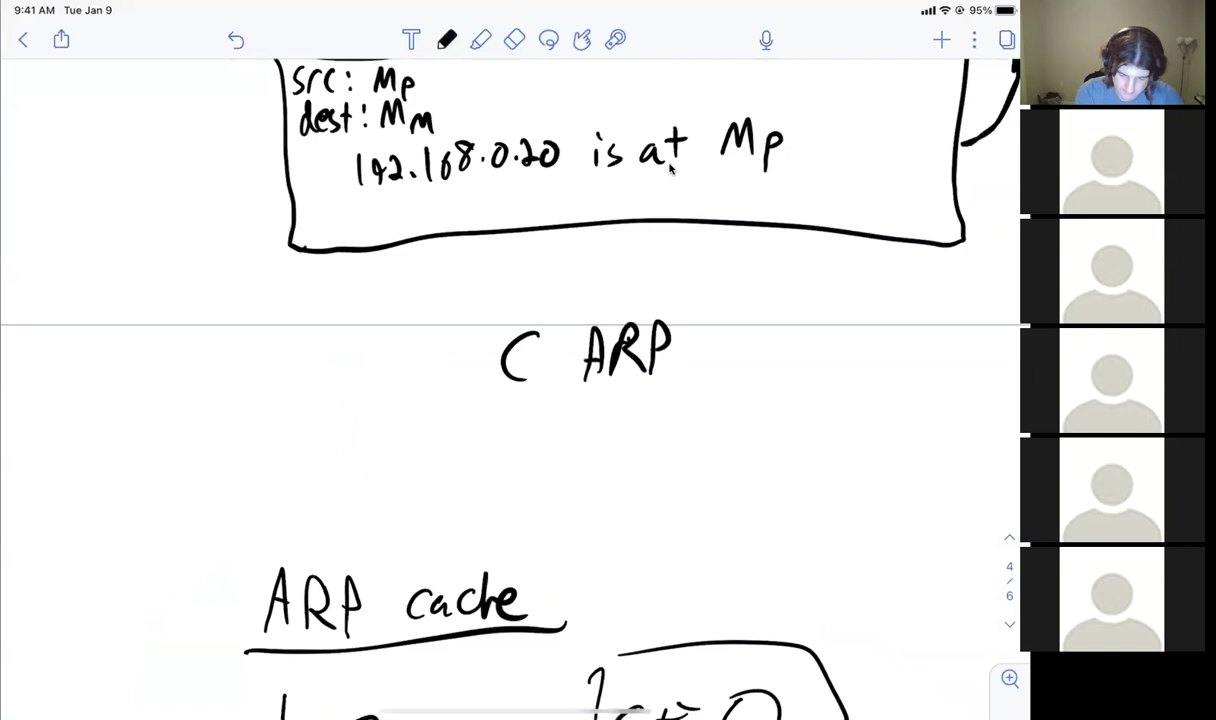 9:41 AM Tue Jan 9
95%
src: Mp
dest: MM
192.168.0.20 is at Mp
C ARP
4
/
6
ARP cache